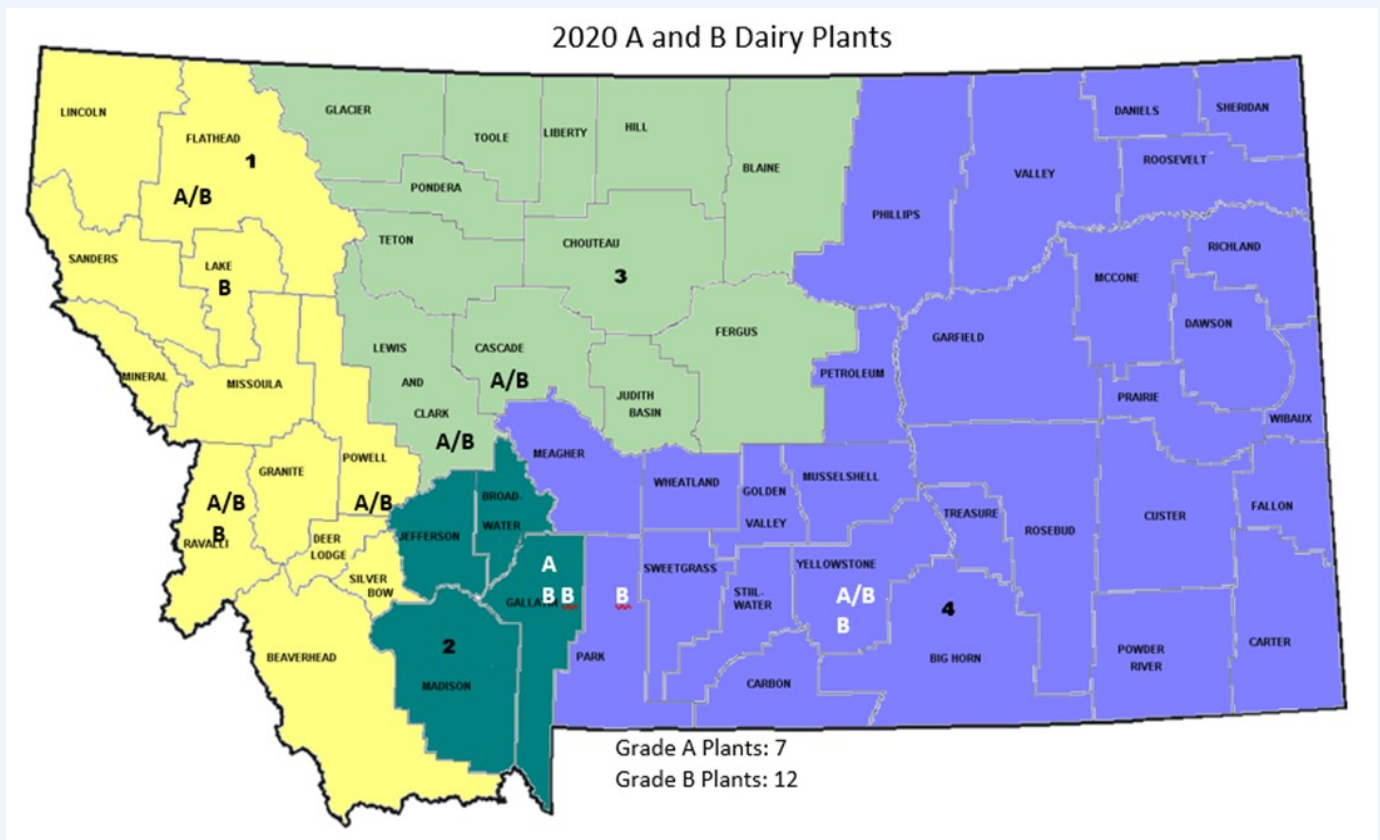 2020 A and B Dairy Plants
LINCOLN
FLATHEAD
1
A/B
SANDERS
LAKE
B
MINERAL
MISSOULA
GRANITE
POWELL
A/B
A/B
B
RAVALLI
DEER
LODGE
SILVER
BOW
BEAVERHEAD
GLACIER
TOOLE
LIBERTY
HILL
BLAINE
PONDERA
TETON
CHOUTEAU
3
LEWIS
AND
CLARK
A/B
CASCADE
A/B
JUDITH
BASIN
FERGUS
JEFFERSON
BROAD-
WATER
A
B B
GALLATIN
2
MADISON
PHILLIPS
VALLEY
DANIELS
SHERIDAN
ROOSEVELT
RICHLAND
MCCONE
DAWSON
GARFIELD
PETROLEUM
PRAIRIE
WIBAUX
MEAGHER
WHEATLAND
GOLDEN
VALLEY
MUSSELSHELL
TREASURE
ROSEBUD
CUSTER
FALLON
B
PARK
SWEETGRASS
STIIL-
WATER
YELLOWSTONE
A/B
B
4
BIG HORN
CARBON
POWDER
RIVER
CARTER
Grade A Plants: 7
Grade B Plants: 12